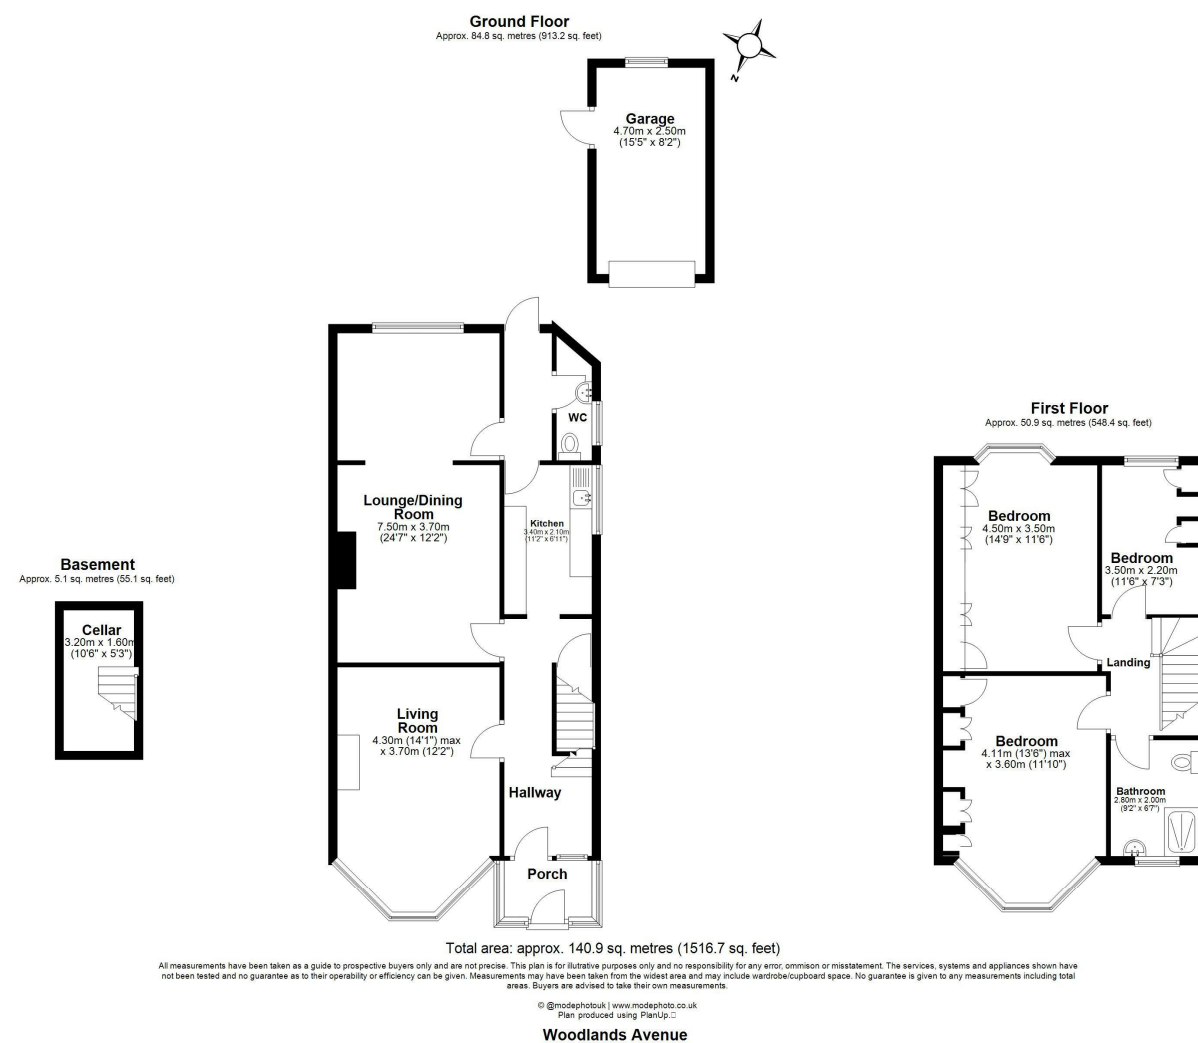 Ground Floor
Approx. 84.8 sq. metres (913.2 sq. feet)
N
Garage
4.70m x 2.50m
(15'5" x 8'2")
WC
Lounge/Dining
Room
7.50m x 3.70m
(24'7" x 12'2")
Kitchen
3.40m x 2.10m
(11'2" x 6'11")
Living
Room
4.30m (14'1") max
x 3.70m (12'2")
Hallway
Porch
Basement
Approx. 5.1 sq. metres (55.1 sq. feet)
Cellar
3.20m x 1.60m
(10'6" x 5'3")
First Floor
Approx. 50.9 sq. metres (548.4 sq. feet)
Bedroom
4.50m x 3.50m
(14'9" x 11'6")
Bedroom
3.50m x 2.20m
(11'6" x 7'3")
Landing
Bedroom
4.11m (13'6") max
x 3.60m (11'10")
Bathroom
2.80m x 2.00m
(9'2" x 6'7")
Total area: approx. 140.9 sq. metres (1516.7 sq. feet)
All measurements have been taken as a guide to prospective buyers only and are not precise. This plan is for illutrative purposes only and no responsibility for any error, ommison or misstatement. The services, systems and appliances shown have
not been tested and no guarantee as to their operability or efficiency can be given. Measurements may have been taken from the widest area and may include wardrobe/cupboard space. No guarantee is given to any measurements including total
areas. Buyers are advised to take their own measurements.
© @modephotouk | www.modephoto.co.uk
Plan produced using PlanUp.
Woodlands Avenue